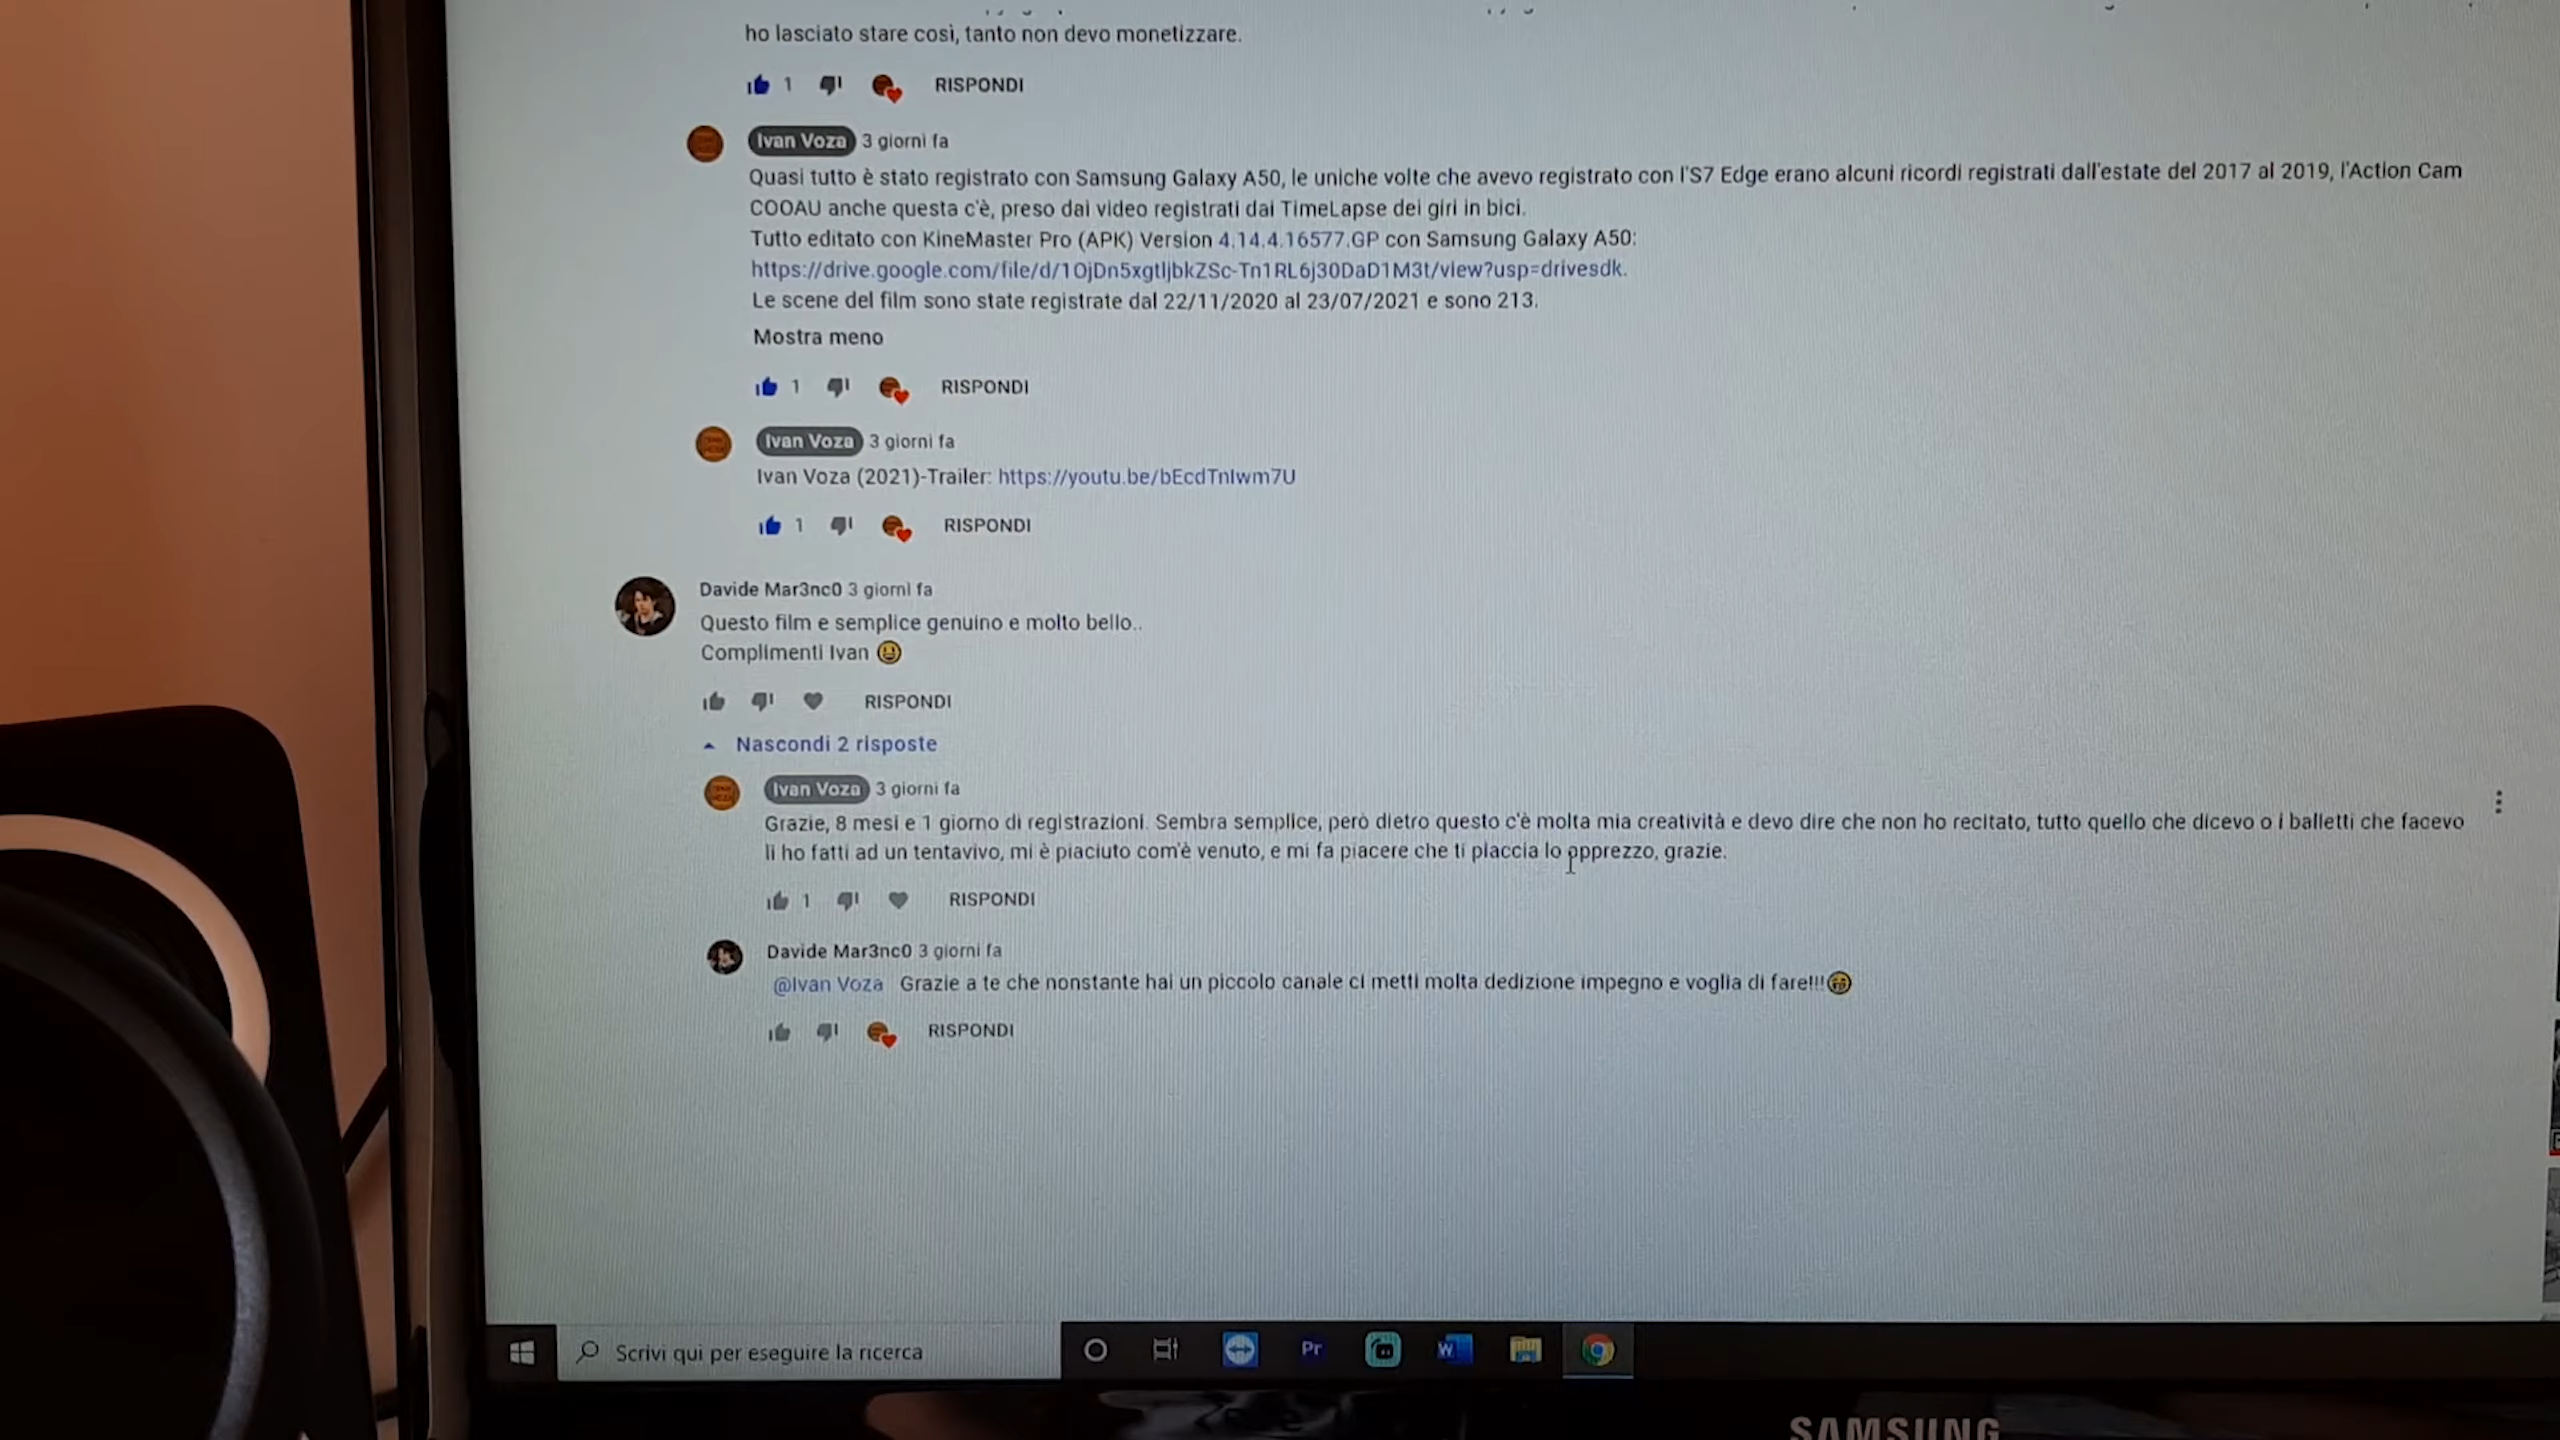 ho lasciato stare così, tanto non devo monetizzare.
1 RISPONDI
Ivan Voza 3 giorni fa
Quasi tutto è stato registrato con Samsung Galaxy A50, le uniche volte che avevo registrato con l'S7 Edge erano alcuni ricordi registrati dall'estate del 2017 al 2019, l'Action Cam
COOAU anche questa c'è, preso dai video registrati dai TimeLapse dei giri in bici.
Tutto editato con KineMaster Pro (APK) Version 4.14.4.16577.GP con Samsung Galaxy A50:
https://drive.google.com/file/d/1OjDn5xgtljbkZSc-Tn1RL6j30DaD1M3t/view?usp=drivesdk.
Le scene del film sono state registrate dal 22/11/2020 al 23/07/2021 e sono 213.
Mostra meno
1 RISPONDI
Ivan Voza 3 giorni fa
Ivan Voza (2021)-Trailer: https://youtu.be/bEcdTnIwm7U
1 RISPONDI
Davide Mar3nc0 3 giorni fa
Questo film e semplice genuino e molto bello..
Complimenti Ivan 😃
RISPONDI
Nascondi 2 risposte
Ivan Voza 3 giorni fa
Grazie, 8 mesi e 1 giorno di registrazioni. Sembra semplice, però dietro questo c'è molta mia creatività e devo dire che non ho recitato, tutto quello che dicevo o i balletti che facevo
li ho fatti ad un tentavivo, mi è piaciuto com'è venuto, e mi fa piacere che ti piaccia lo apprezzo, grazie.
1 RISPONDI
Davide Mar3nc0 3 giorni fa
@Ivan Voza Grazie a te che nonstante hai un piccolo canale ci metti molta dedizione impegno e voglia di fare!!!
RISPONDI
Scrivi qui per eseguire la ricerca
Pr
W
SAMSUNG